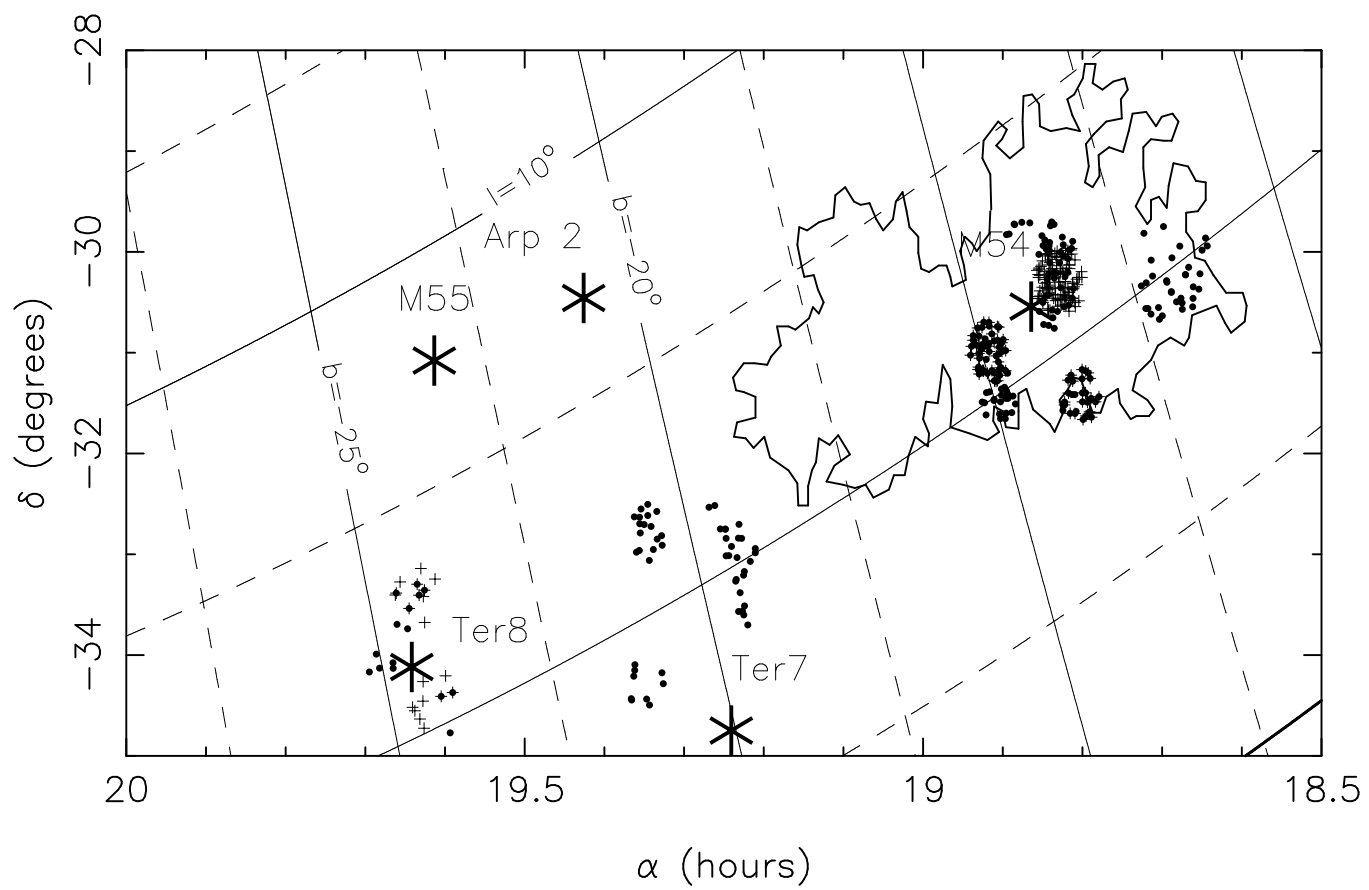 −28
−30
−32
−34
δ (degrees)
l=10°
b=−20°
b=−25°
Arp 2
M55
M54
Ter8
Ter7
20
19.5
19
18.5
α (hours)